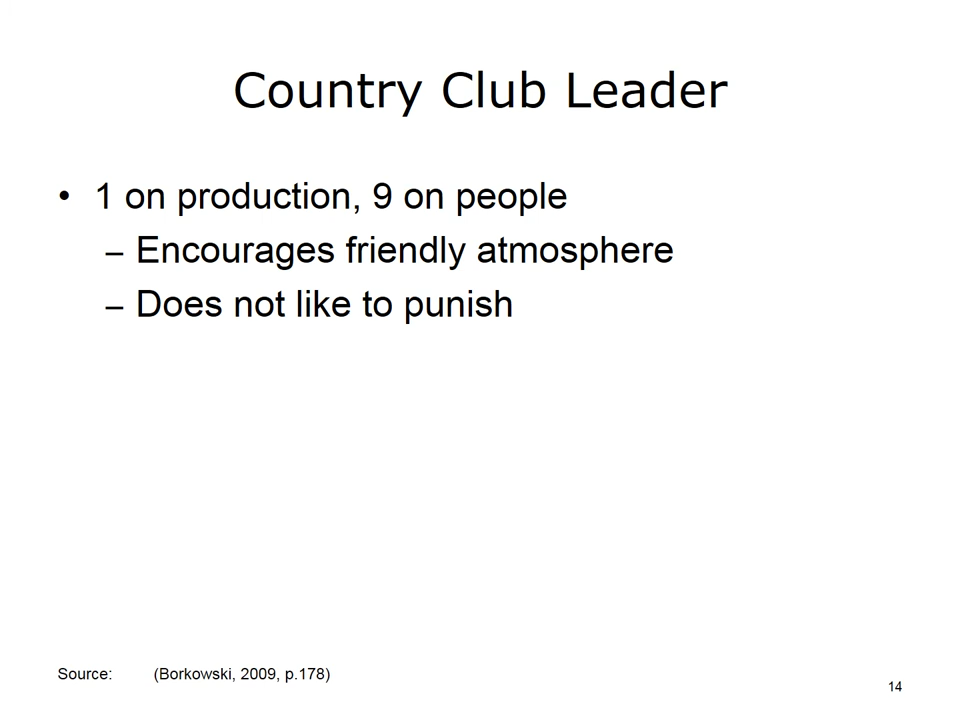 Country Club Leader
• 1 on production, 9 on people
– Encourages friendly atmosphere
– Does not like to punish
Source: (Borkowski, 2009, p.178)
14